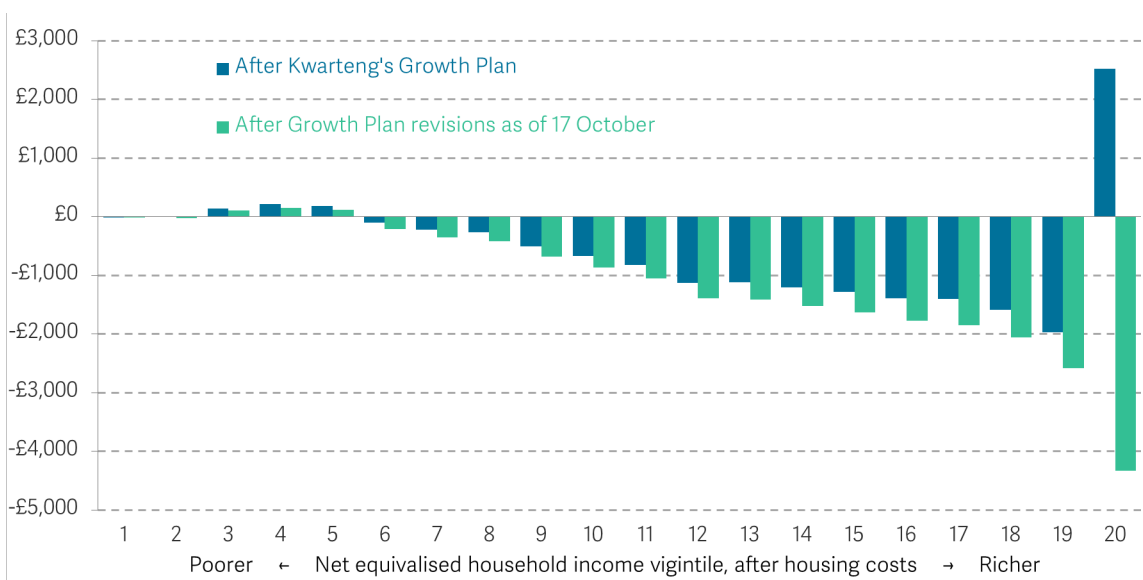 £3,000
After Kwarteng's Growth Plan
£2,000
After Growth Plan revisions as of 17 October
£1,000
£0
-£1,000
-£2,000
-£3,000
-£4,000
-£5,000
1 2 3 4 5 6 7 8 9 10 11 12 13 14 15 16 17 18 19 20
Poorer ← Net equivalised household income vigintile, after housing costs → Richer